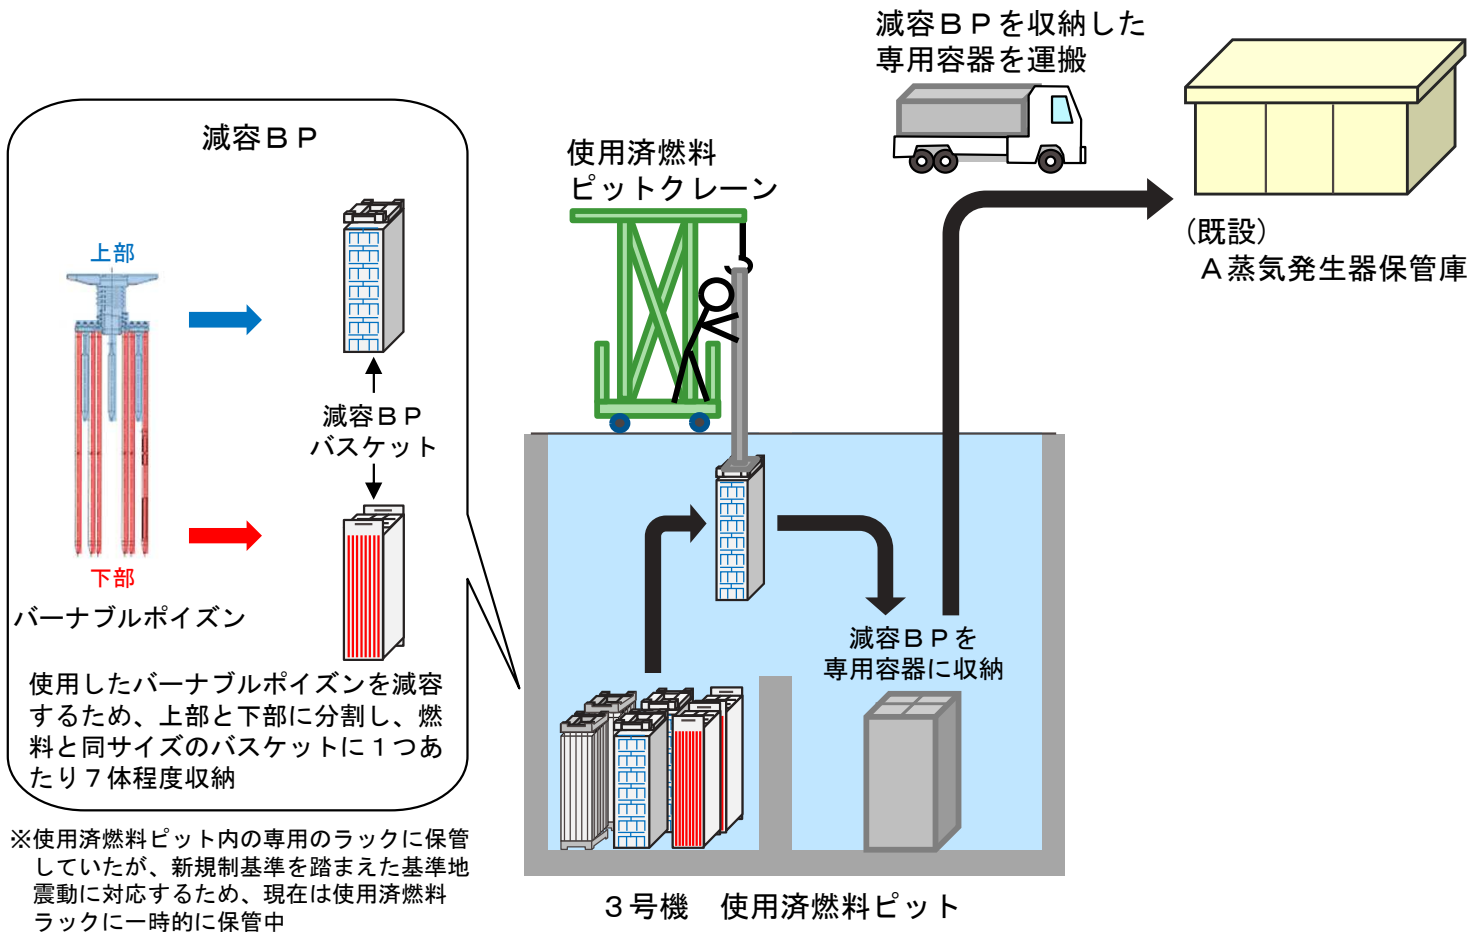 減容ＢＰ
上部
減容ＢＰ
バスケット
下部
バーナブルポイズン
使用したバーナブルポイズンを減容
するため、上部と下部に分割し、燃
料と同サイズのバスケットに１つあ
たり７体程度収納
※使用済燃料ピット内の専用のラックに保管
していたが、新規制基準を踏まえた基準地
震動に対応するため、現在は使用済燃料
ラックに一時的に保管中
使用済燃料
ピットクレーン
減容ＢＰを
専用容器に収納
３号機　使用済燃料ピット
減容ＢＰを収納した
専用容器を運搬
(既設)
Ａ蒸気発生器保管庫